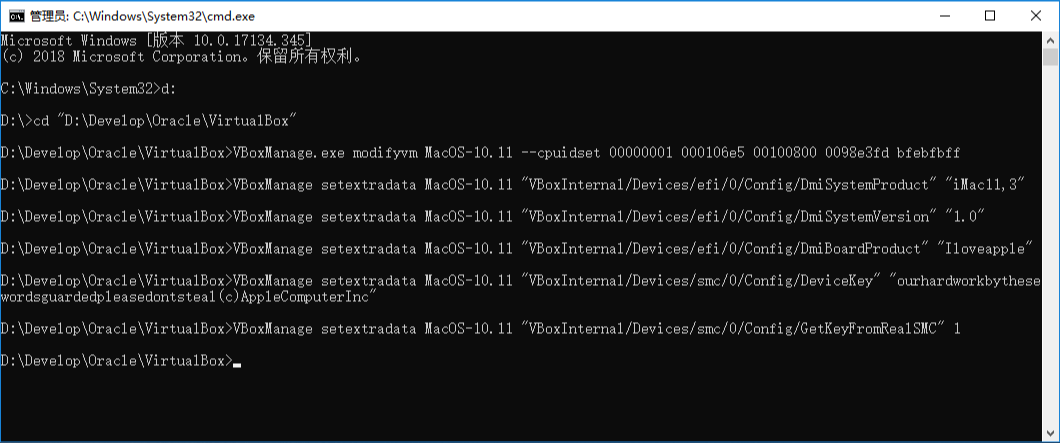 管理员: C:\Windows\System32\cmd.exe
Microsoft Windows [版本 10.0.17134.345]
(c) 2018 Microsoft Corporation。保留所有权利。
C:\Windows\System32>d:
D:\>cd "D:\Develop\Oracle\VirtualBox"
D:\Develop\Oracle\VirtualBox>VBoxManage.exe modifyvm MacOS-10.11 --cpuidset 00000001 000106e5 00100800 0098e3fd bfebfbff
D:\Develop\Oracle\VirtualBox>VBoxManage setextradata MacOS-10.11 "VBoxInternal/Devices/efi/0/Config/DmiSystemProduct" "iMac11,3"
D:\Develop\Oracle\VirtualBox>VBoxManage setextradata MacOS-10.11 "VBoxInternal/Devices/efi/0/Config/DmiSystemVersion" "1.0"
D:\Develop\Oracle\VirtualBox>VBoxManage setextradata MacOS-10.11 "VBoxInternal/Devices/efi/0/Config/DmiBoardProduct" "Iloveapple"
D:\Develop\Oracle\VirtualBox>VBoxManage setextradata MacOS-10.11 "VBoxInternal/Devices/smc/0/Config/DeviceKey" "ourhardworkbythese
wordsguardedpleasedontsteal(c)AppleComputerInc"
D:\Develop\Oracle\VirtualBox>VBoxManage setextradata MacOS-10.11 "VBoxInternal/Devices/smc/0/Config/GetKeyFromRealSMC" 1
D:\Develop\Oracle\VirtualBox>